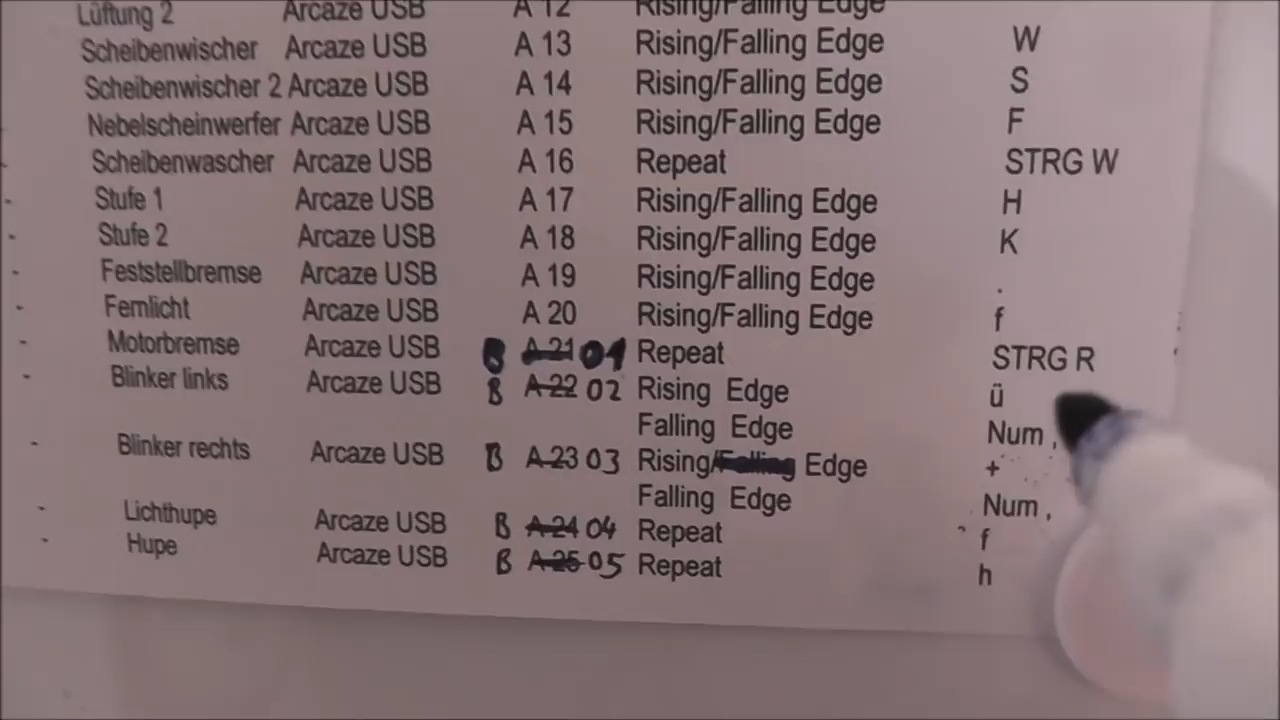 Lüftung 2 Arcaze USB A 12 Rising/Falling Edge
Scheibenwischer Arcaze USB A 13 Rising/Falling Edge W
Scheibenwischer 2 Arcaze USB A 14 Rising/Falling Edge S
Nebelscheinwerfer Arcaze USB A 15 Rising/Falling Edge F
Scheibenwascher Arcaze USB A 16 Repeat STRG W
Stufe 1 Arcaze USB A 17 Rising/Falling Edge H
Stufe 2 Arcaze USB A 18 Rising/Falling Edge K
Feststellbremse Arcaze USB A 19 Rising/Falling Edge .
Fernlicht Arcaze USB A 20 Rising/Falling Edge f
Motorbremse Arcaze USB B A 21 01 Repeat STRG R
Blinker links Arcaze USB B A 22 02 Rising Edge ü
Falling Edge Num ,
Blinker rechts Arcaze USB B A 23 03 Rising/Falling Edge +
Falling Edge Num ,
Lichthupe Arcaze USB B A 24 04 Repeat f
Hupe Arcaze USB B A 25 05 Repeat h